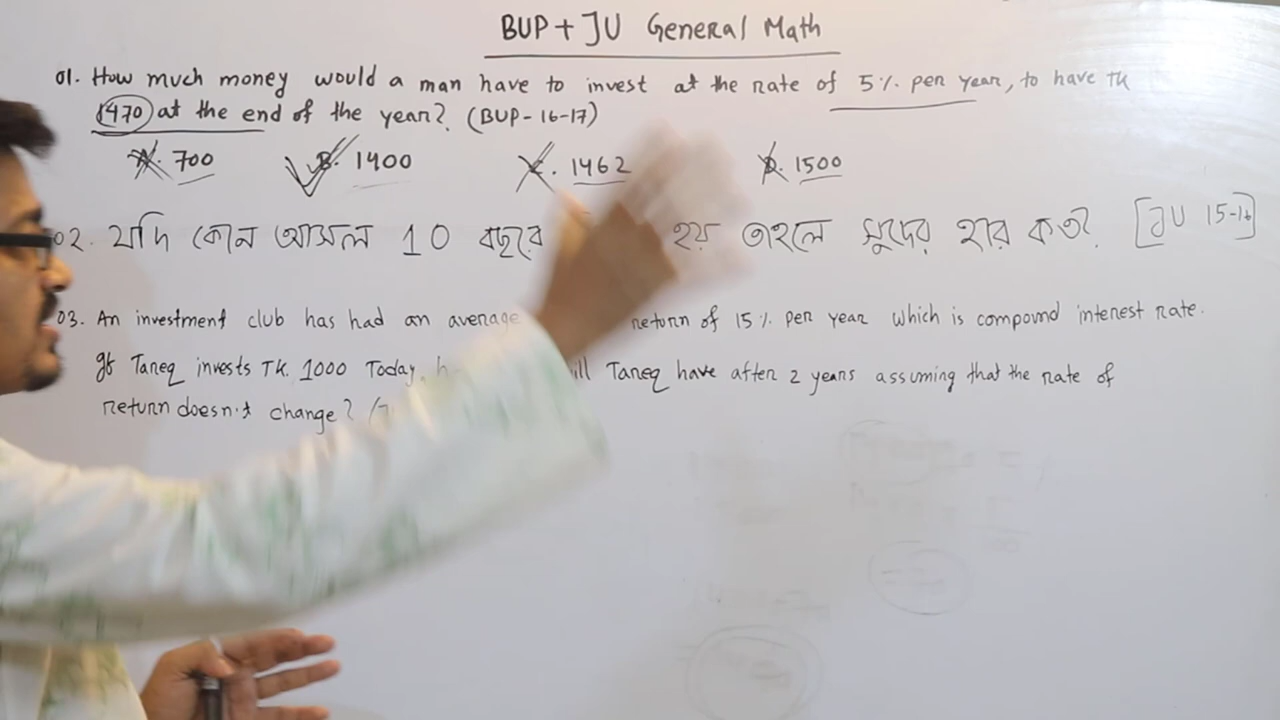 BUP + JU General Math
01. How much money would a man have to invest at the rate of 5% per year, to have TK
1470 at the end of the year? (BUP - 16-17)
A. 700 B. 1400 C. 1462 D. 1500
02. যদি কোন আসল 10 বছরে হয় তাহলে সুদের হার কত? [JU 15-16]
03. An investment club has had an average return of 15% per year which is compound interest rate.
If Tareq invests TK. 1000 Today, Tareq have after 2 years assuming that the rate of
return doesn't change?